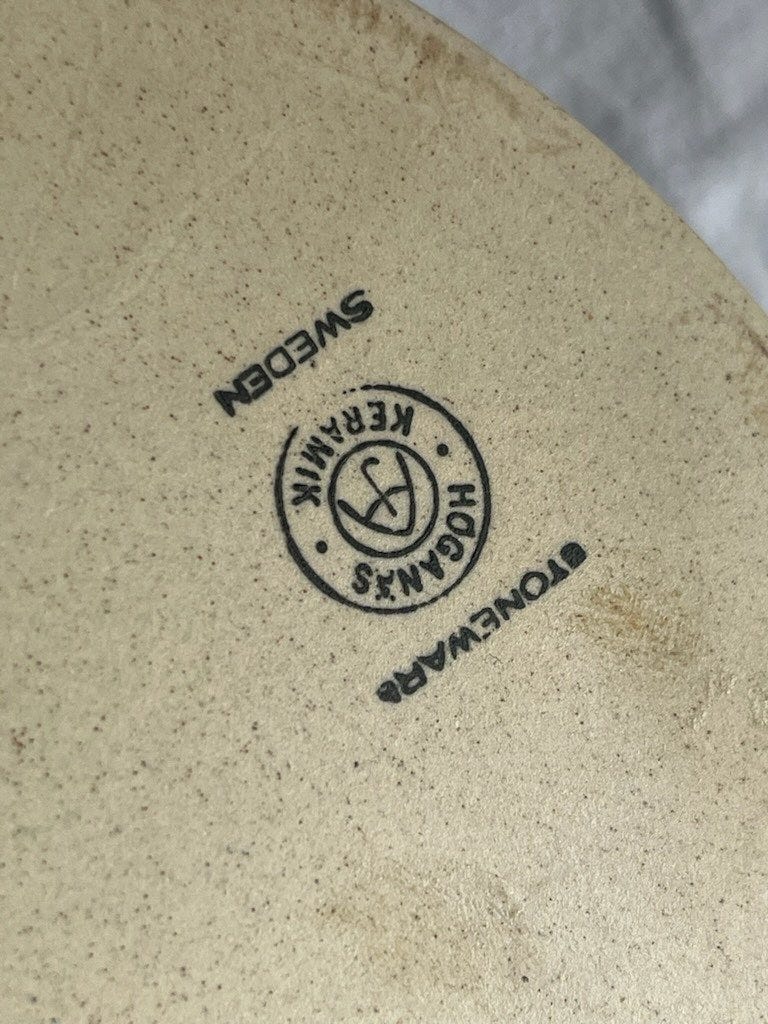 STONEWARE
HÖGANÄS • KERAMIK •
SWEDEN